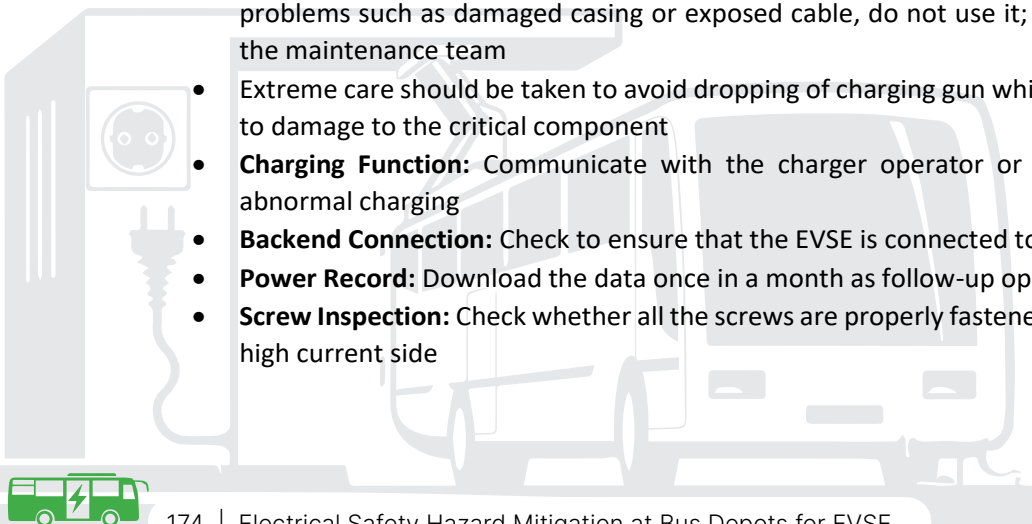 problems such as damaged casing or exposed cable, do not use it;
the maintenance team
• Extreme care should be taken to avoid dropping of charging gun whi
to damage to the critical component
• Charging Function: Communicate with the charger operator or
abnormal charging
• Backend Connection: Check to ensure that the EVSE is connected to
• Power Record: Download the data once in a month as follow-up op
• Screw Inspection: Check whether all the screws are properly fastene
high current side
174 | Electrical Safety Hazard Mitigation at Bus Depots for EVSE